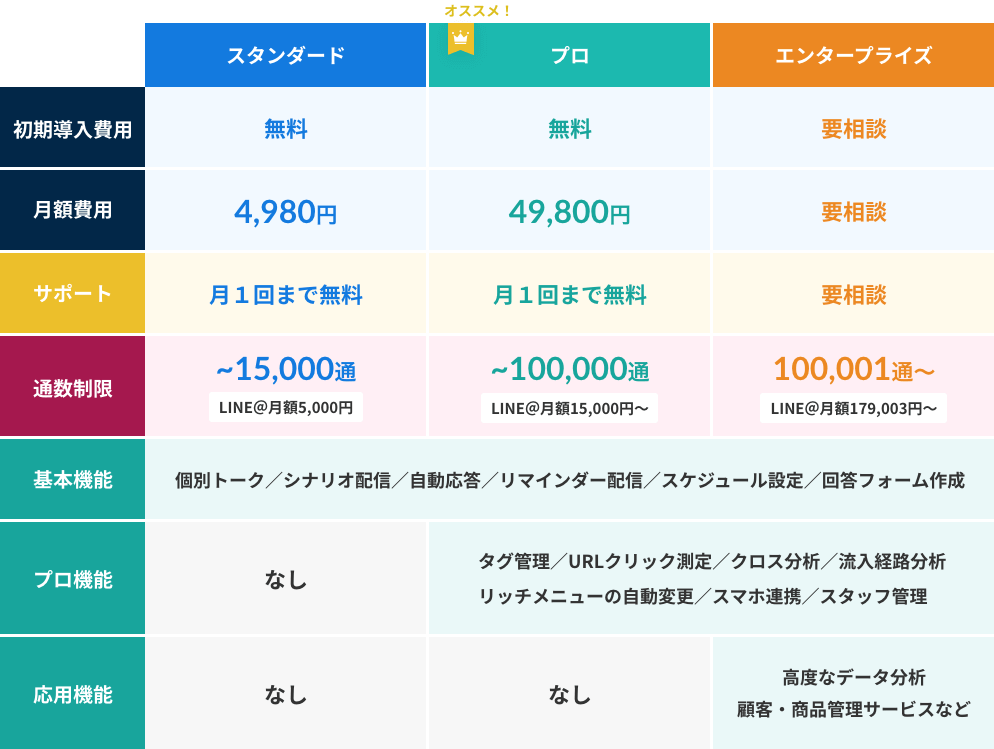 オススメ！
スタンダード プロ エンタープライズ
初期導入費用 無料 無料 要相談
月額費用 4,980円 49,800円 要相談
サポート 月１回まで無料 月１回まで無料 要相談
通数制限 ~15,000通 ~100,000通 100,001通〜
LINE＠月額5,000円 LINE＠月額15,000円〜 LINE＠月額179,003円〜
基本機能 個別トーク／シナリオ配信／自動応答／リマインダー配信／スケジュール設定／回答フォーム作成
プロ機能 なし タグ管理／URLクリック測定／クロス分析／流入経路分析
リッチメニューの自動変更／スマホ連携／スタッフ管理
応用機能 なし なし 高度なデータ分析
顧客・商品管理サービスなど